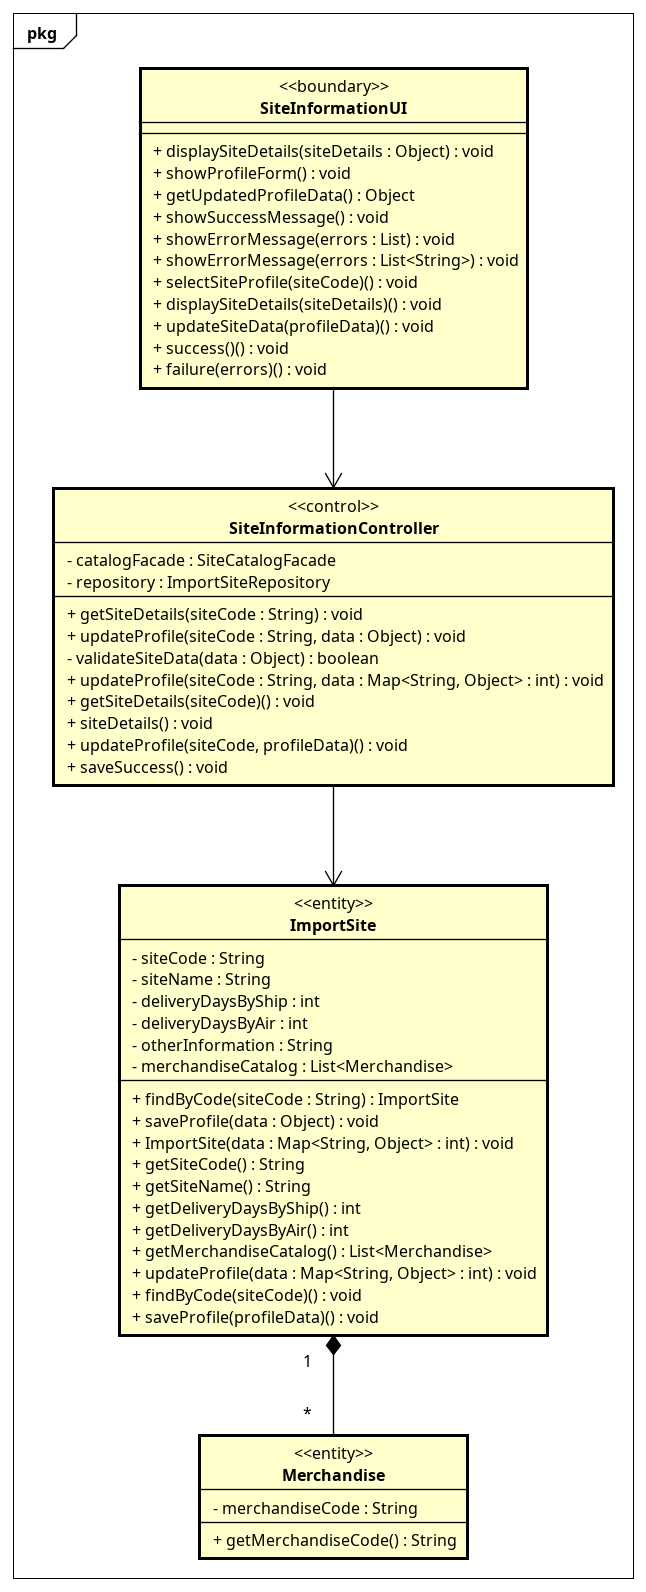 pkg
<<boundary>>
SiteInformationUI
+ displaySiteDetails(siteDetails : Object) : void
+ showProfileForm() : void
+ getUpdatedProfileData() : Object
+ showSuccessMessage() : void
+ showErrorMessage(errors : List) : void
+ showErrorMessage(errors : List<String>) : void
+ selectSiteProfile(siteCode)() : void
+ displaySiteDetails(siteDetails)() : void
+ updateSiteData(profileData)() : void
+ success()() : void
+ failure(errors)() : void
<<control>>
SiteInformationController
- catalogFacade : SiteCatalogFacade
- repository : ImportSiteRepository
+ getSiteDetails(siteCode : String) : void
+ updateProfile(siteCode : String, data : Object) : void
- validateSiteData(data : Object) : boolean
+ updateProfile(siteCode : String, data : Map<String, Object> : int) : void
+ getSiteDetails(siteCode)() : void
+ siteDetails() : void
+ updateProfile(siteCode, profileData)() : void
+ saveSuccess() : void
<<entity>>
ImportSite
- siteCode : String
- siteName : String
- deliveryDaysByShip : int
- deliveryDaysByAir : int
- otherInformation : String
- merchandiseCatalog : List<Merchandise>
+ findByCode(siteCode : String) : ImportSite
+ saveProfile(data : Object) : void
+ ImportSite(data : Map<String, Object> : int) : void
+ getSiteCode() : String
+ getSiteName() : String
+ getDeliveryDaysByShip() : int
+ getDeliveryDaysByAir() : int
+ getMerchandiseCatalog() : List<Merchandise>
+ updateProfile(data : Map<String, Object> : int) : void
+ findByCode(siteCode)() : void
+ saveProfile(profileData)() : void
1
*
<<entity>>
Merchandise
- merchandiseCode : String
+ getMerchandiseCode() : String